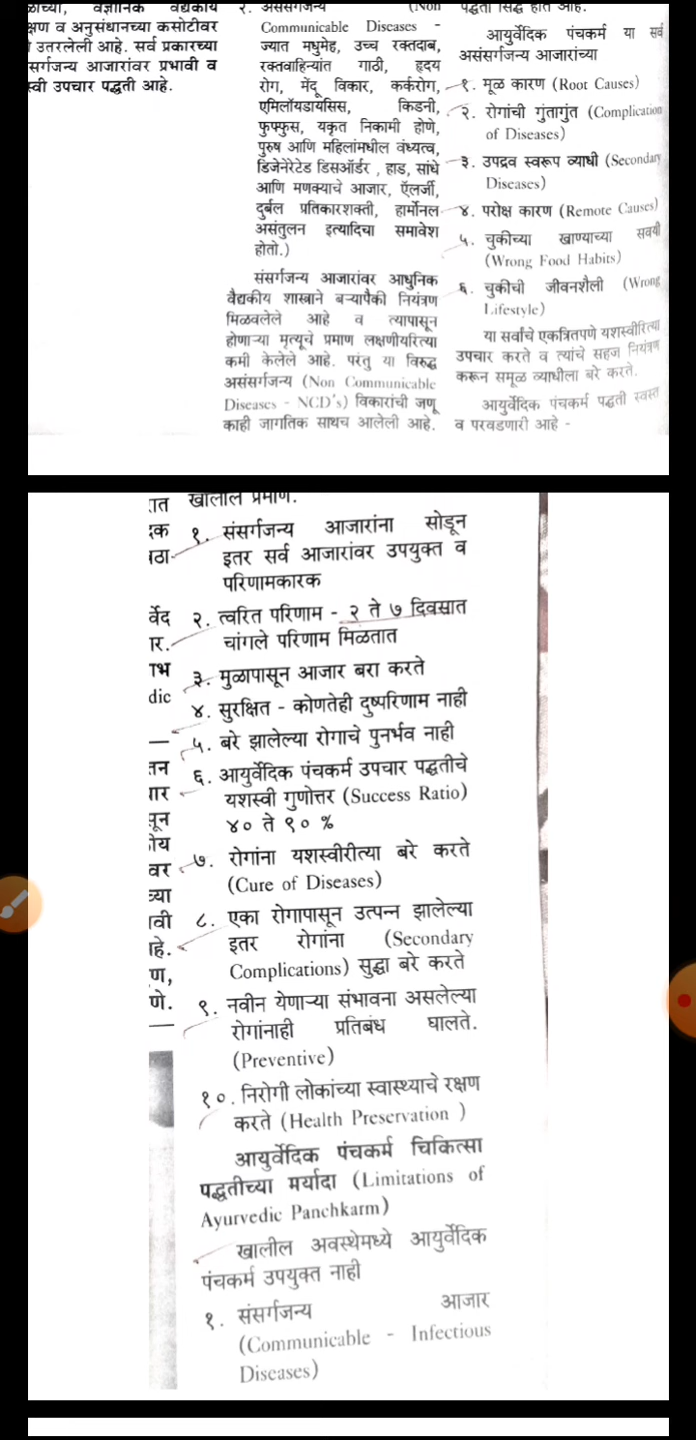 वैज्ञानिक वैद्यकीय
क्षण व अनुसंधानच्या कसोटीवर
उतरलेली आहे. सर्व प्रकारच्या
सर्गजन्य आजारांवर प्रभावी व
स्वी उपचार पद्धती आहे.
२. असंसर्गजन्य (Non
Communicable Diseases -
ज्यात मधुमेह, उच्च रक्तदाब,
रक्तवाहिन्यांत गाठी, हृदय
रोग, मेंदू विकार, कर्करोग,
एमिलॉयडायसिस, किडनी,
फुफ्फुस, यकृत निकामी होणे,
पुरुष आणि महिलांमधील वंध्यत्व,
डिजेनेरेटेड डिसऑर्डर , हाड, सांधे
आणि मणक्याचे आजार, ऍलर्जी,
दुर्बल प्रतिकारशक्ती, हार्मोनल
असंतुलन इत्यादिचा समावेश
होतो.)
संसर्गजन्य आजारांवर आधुनिक
वैद्यकीय शास्त्राने बऱ्यापैकी नियंत्रण
मिळवलेले आहे व त्यापासून
होणाऱ्या मृत्यूचे प्रमाण लक्षणीयरित्या
कमी केलेले आहे. परंतु या विरुद्ध
असंसर्गजन्य (Non Communicable
Diseases - NCD's) विकारांची जणू
काही जागतिक साथच आलेली आहे.
पद्धती सिद्ध होत आहे.
आयुर्वेदिक पंचकर्म या सर्व
असंसर्गजन्य आजारांच्या
१. मूळ कारण (Root Causes)
२. रोगांची गुंतागुंत (Complication
of Diseases)
३. उपद्रव स्वरूप व्याधी (Secondary
Diseases)
४. परोक्ष कारण (Remote Causes)
५. चुकीच्या खाण्याच्या सवयी
(Wrong Food Habits)
६. चुकीची जीवनशैली (Wrong
Lifestyle)
या सर्वांचे एकत्रितपणे यशस्वीरित्या
उपचार करते व त्यांचे सहज नियंत्रण
करून समूळ व्याधीला बरे करते.
आयुर्वेदिक पंचकर्म पद्धती स्वस्त
व परवडणारी आहे -
खालील प्रमाणे.
१. संसर्गजन्य आजारांना सोडून
इतर सर्व आजारांवर उपयुक्त व
परिणामकारक
२. त्वरित परिणाम - २ ते ७ दिवसात
चांगले परिणाम मिळतात
३. मुळापासून आजार बरा करते
४. सुरक्षित - कोणतेही दुष्परिणाम नाही
५. बरे झालेल्या रोगाचे पुनर्भव नाही
६. आयुर्वेदिक पंचकर्म उपचार पद्धतीचे
यशस्वी गुणोत्तर (Success Ratio)
४० ते ९० %
७. रोगांना यशस्वीरीत्या बरे करते
(Cure of Diseases)
८. एका रोगापासून उत्पन्न झालेल्या
इतर रोगांना (Secondary
Complications) सुद्धा बरे करते
९. नवीन येणाऱ्या संभावना असलेल्या
रोगांनाही प्रतिबंध घालते.
(Preventive)
१०. निरोगी लोकांच्या स्वास्थ्याचे रक्षण
करते (Health Preservation )
आयुर्वेदिक पंचकर्म चिकित्सा
पद्धतीच्या मर्यादा (Limitations of
Ayurvedic Panchkarm)
खालील अवस्थेमध्ये आयुर्वेदिक
पंचकर्म उपयुक्त नाही
१. संसर्गजन्य आजार
(Communicable - Infectious
Diseases)